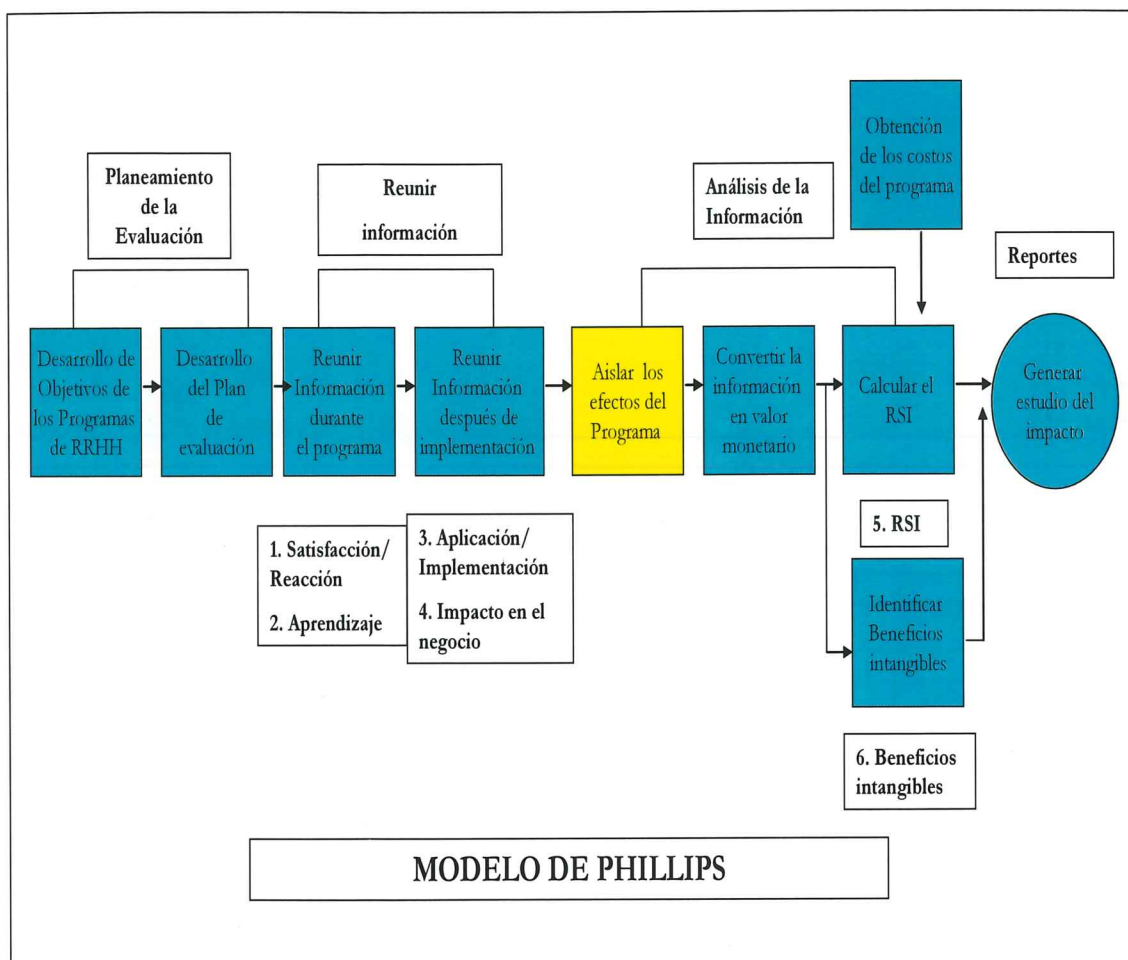 Obtención
de los costos
del programa
Planeamiento
de la
Evaluación
Reunir
información
Análisis de la
Información
Reportes
Desarrollo de
Objetivos de
los Programas
de RRHH
Desarrollo
del Plan
de
evaluación
Reunir
Información
durante
el programa
Reunir
Información
después de
implementación
Aislar los
efectos del
Programa
Convertir la
información
en valor
monetario
Calcular el
RSI
Generar
estudio del
impacto
1. Satisfacción/
Reacción
2. Aprendizaje
3. Aplicación/
Implementación
4. Impacto en el
negocio
5. RSI
Identificar
Beneficios
intangibles
6. Beneficios
intangibles
MODELO DE PHILLIPS